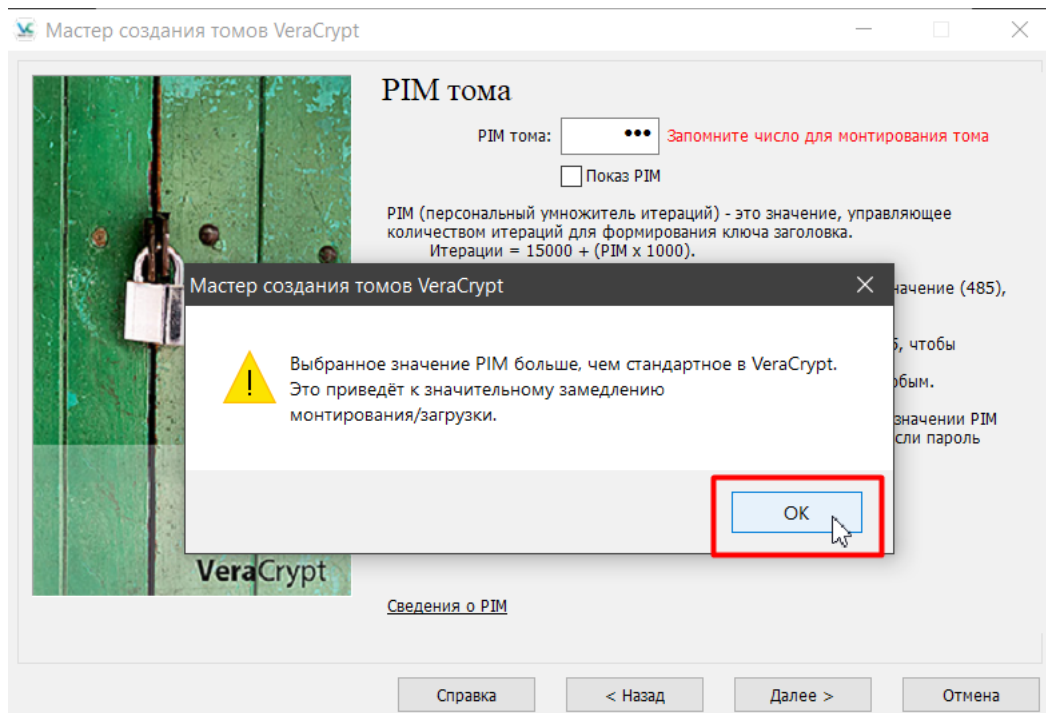 Мастер создания томов VeraCrypt
PIM тома
PIM тома: ••• Запомните число для монтирования тома
Показ PIM
PIM (персональный умножитель итераций) - это значение, управляющее
количеством итераций для формирования ключа заголовка.
Итерации = 15000 + (PIM x 1000).
Мастер создания томов VeraCrypt
значение (485),
Выбранное значение PIM больше, чем стандартное в VeraCrypt.
Это приведёт к значительному замедлению
монтирования/загрузки.
, чтобы
значении PIM
сли пароль
OK
VeraCrypt
Сведения о PIM
Справка
< Назад
Далее >
Отмена